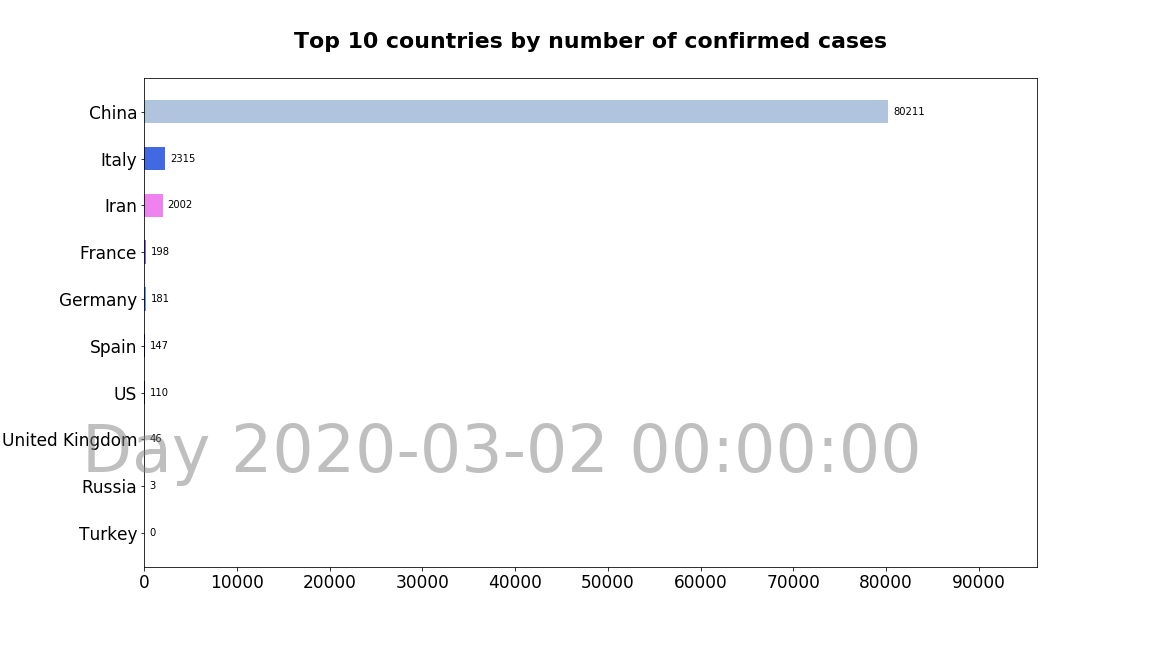 Top 10 countries by number of confirmed cases
China 80211
Italy 2315
Iran 2002
France 198
Germany 181
Spain 147
US 110
United Kingdom 46
Day 2020-03-02 00:00:00
Russia 3
Turkey 0
0 10000 20000 30000 40000 50000 60000 70000 80000 90000